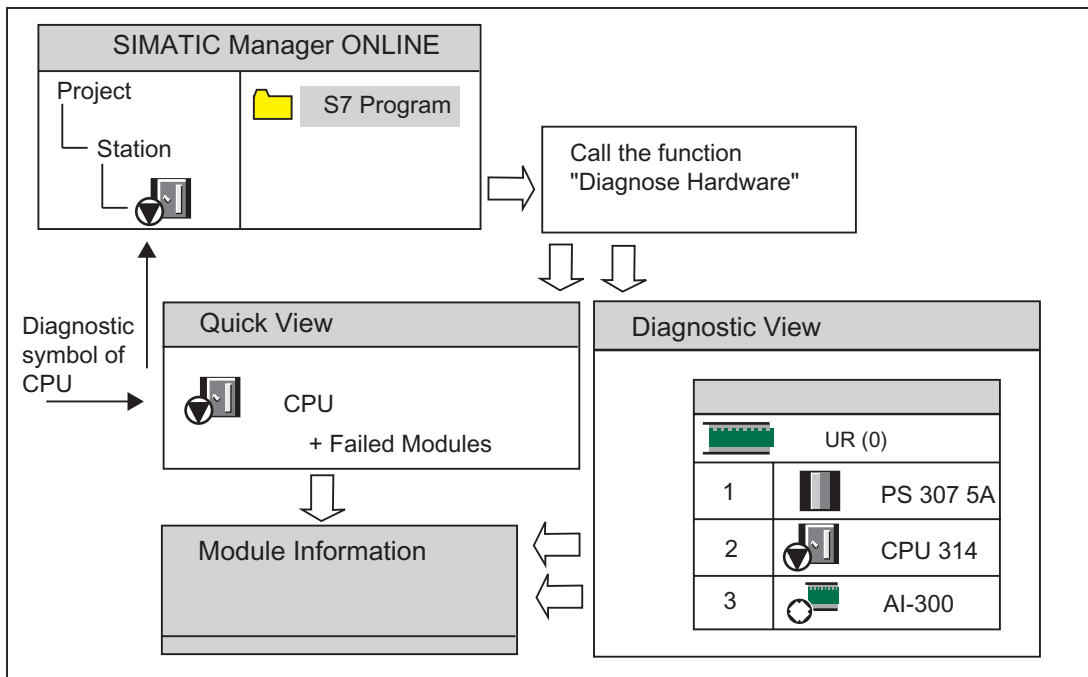 SIMATIC Manager ONLINE
Project
Station
S7 Program
Call the function
"Diagnose Hardware"
Diagnostic
symbol of
CPU
Quick View
CPU
+ Failed Modules
Diagnostic View
UR (0)
1 PS 307 5A
2 CPU 314
3 AI-300
Module Information